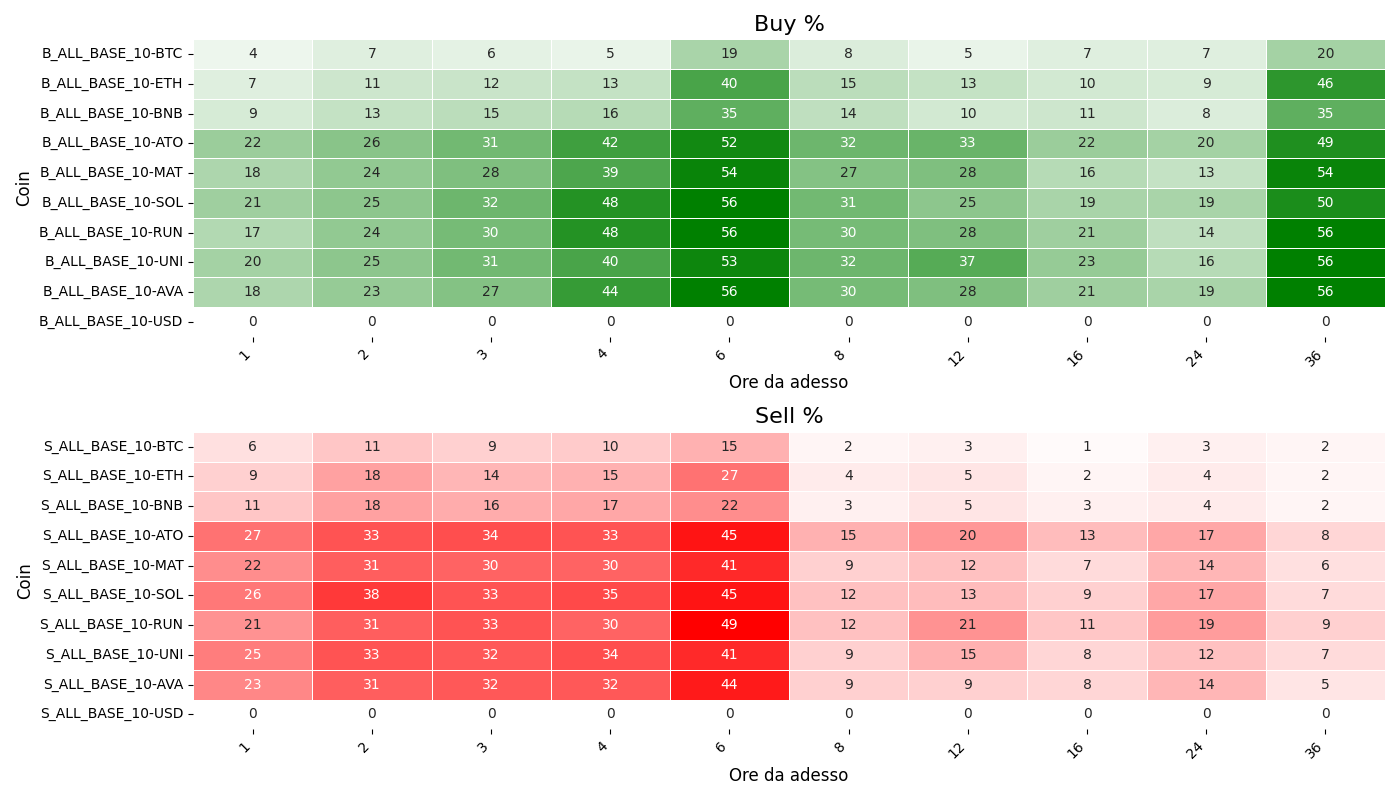 Buy %
Coin
B_ALL_BASE_10-BTC 4 7 6 5 19 8 5 7 7 20
B_ALL_BASE_10-ETH 7 11 12 13 40 15 13 10 9 46
B_ALL_BASE_10-BNB 9 13 15 16 35 14 10 11 8 35
B_ALL_BASE_10-ATO 22 26 31 42 52 32 33 22 20 49
B_ALL_BASE_10-MAT 18 24 28 39 54 27 28 16 13 54
B_ALL_BASE_10-SOL 21 25 32 48 56 31 25 19 19 50
B_ALL_BASE_10-RUN 17 24 30 48 56 30 28 21 14 56
B_ALL_BASE_10-UNI 20 25 31 40 53 32 37 23 16 56
B_ALL_BASE_10-AVA 18 23 27 44 56 30 28 21 19 56
B_ALL_BASE_10-USD 0 0 0 0 0 0 0 0 0 0
1 2 3 4 6 8 12 16 24 36
Ore da adesso
Sell %
Coin
S_ALL_BASE_10-BTC 6 11 9 10 15 2 3 1 3 2
S_ALL_BASE_10-ETH 9 18 14 15 27 4 5 2 4 2
S_ALL_BASE_10-BNB 11 18 16 17 22 3 5 3 4 2
S_ALL_BASE_10-ATO 27 33 34 33 45 15 20 13 17 8
S_ALL_BASE_10-MAT 22 31 30 30 41 9 12 7 14 6
S_ALL_BASE_10-SOL 26 38 33 35 45 12 13 9 17 7
S_ALL_BASE_10-RUN 21 31 33 30 49 12 21 11 19 9
S_ALL_BASE_10-UNI 25 33 32 34 41 9 15 8 12 7
S_ALL_BASE_10-AVA 23 31 32 32 44 9 9 8 14 5
S_ALL_BASE_10-USD 0 0 0 0 0 0 0 0 0 0
1 2 3 4 6 8 12 16 24 36
Ore da adesso